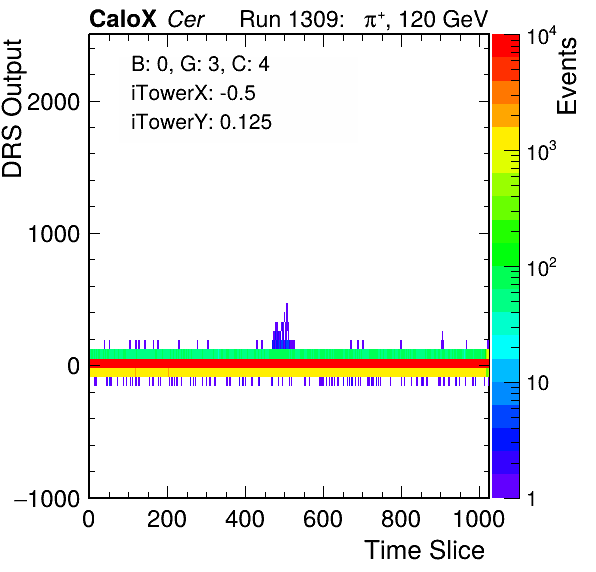 CaloX Cer Run 1309: π⁺, 120 GeV
DRS Output
Events
B: 0, G: 3, C: 4
iTowerX: -0.5
iTowerY: 0.125
2000
1000
0
−1000
10⁴
10³
10²
10
1
0 200 400 600 800 1000
Time Slice